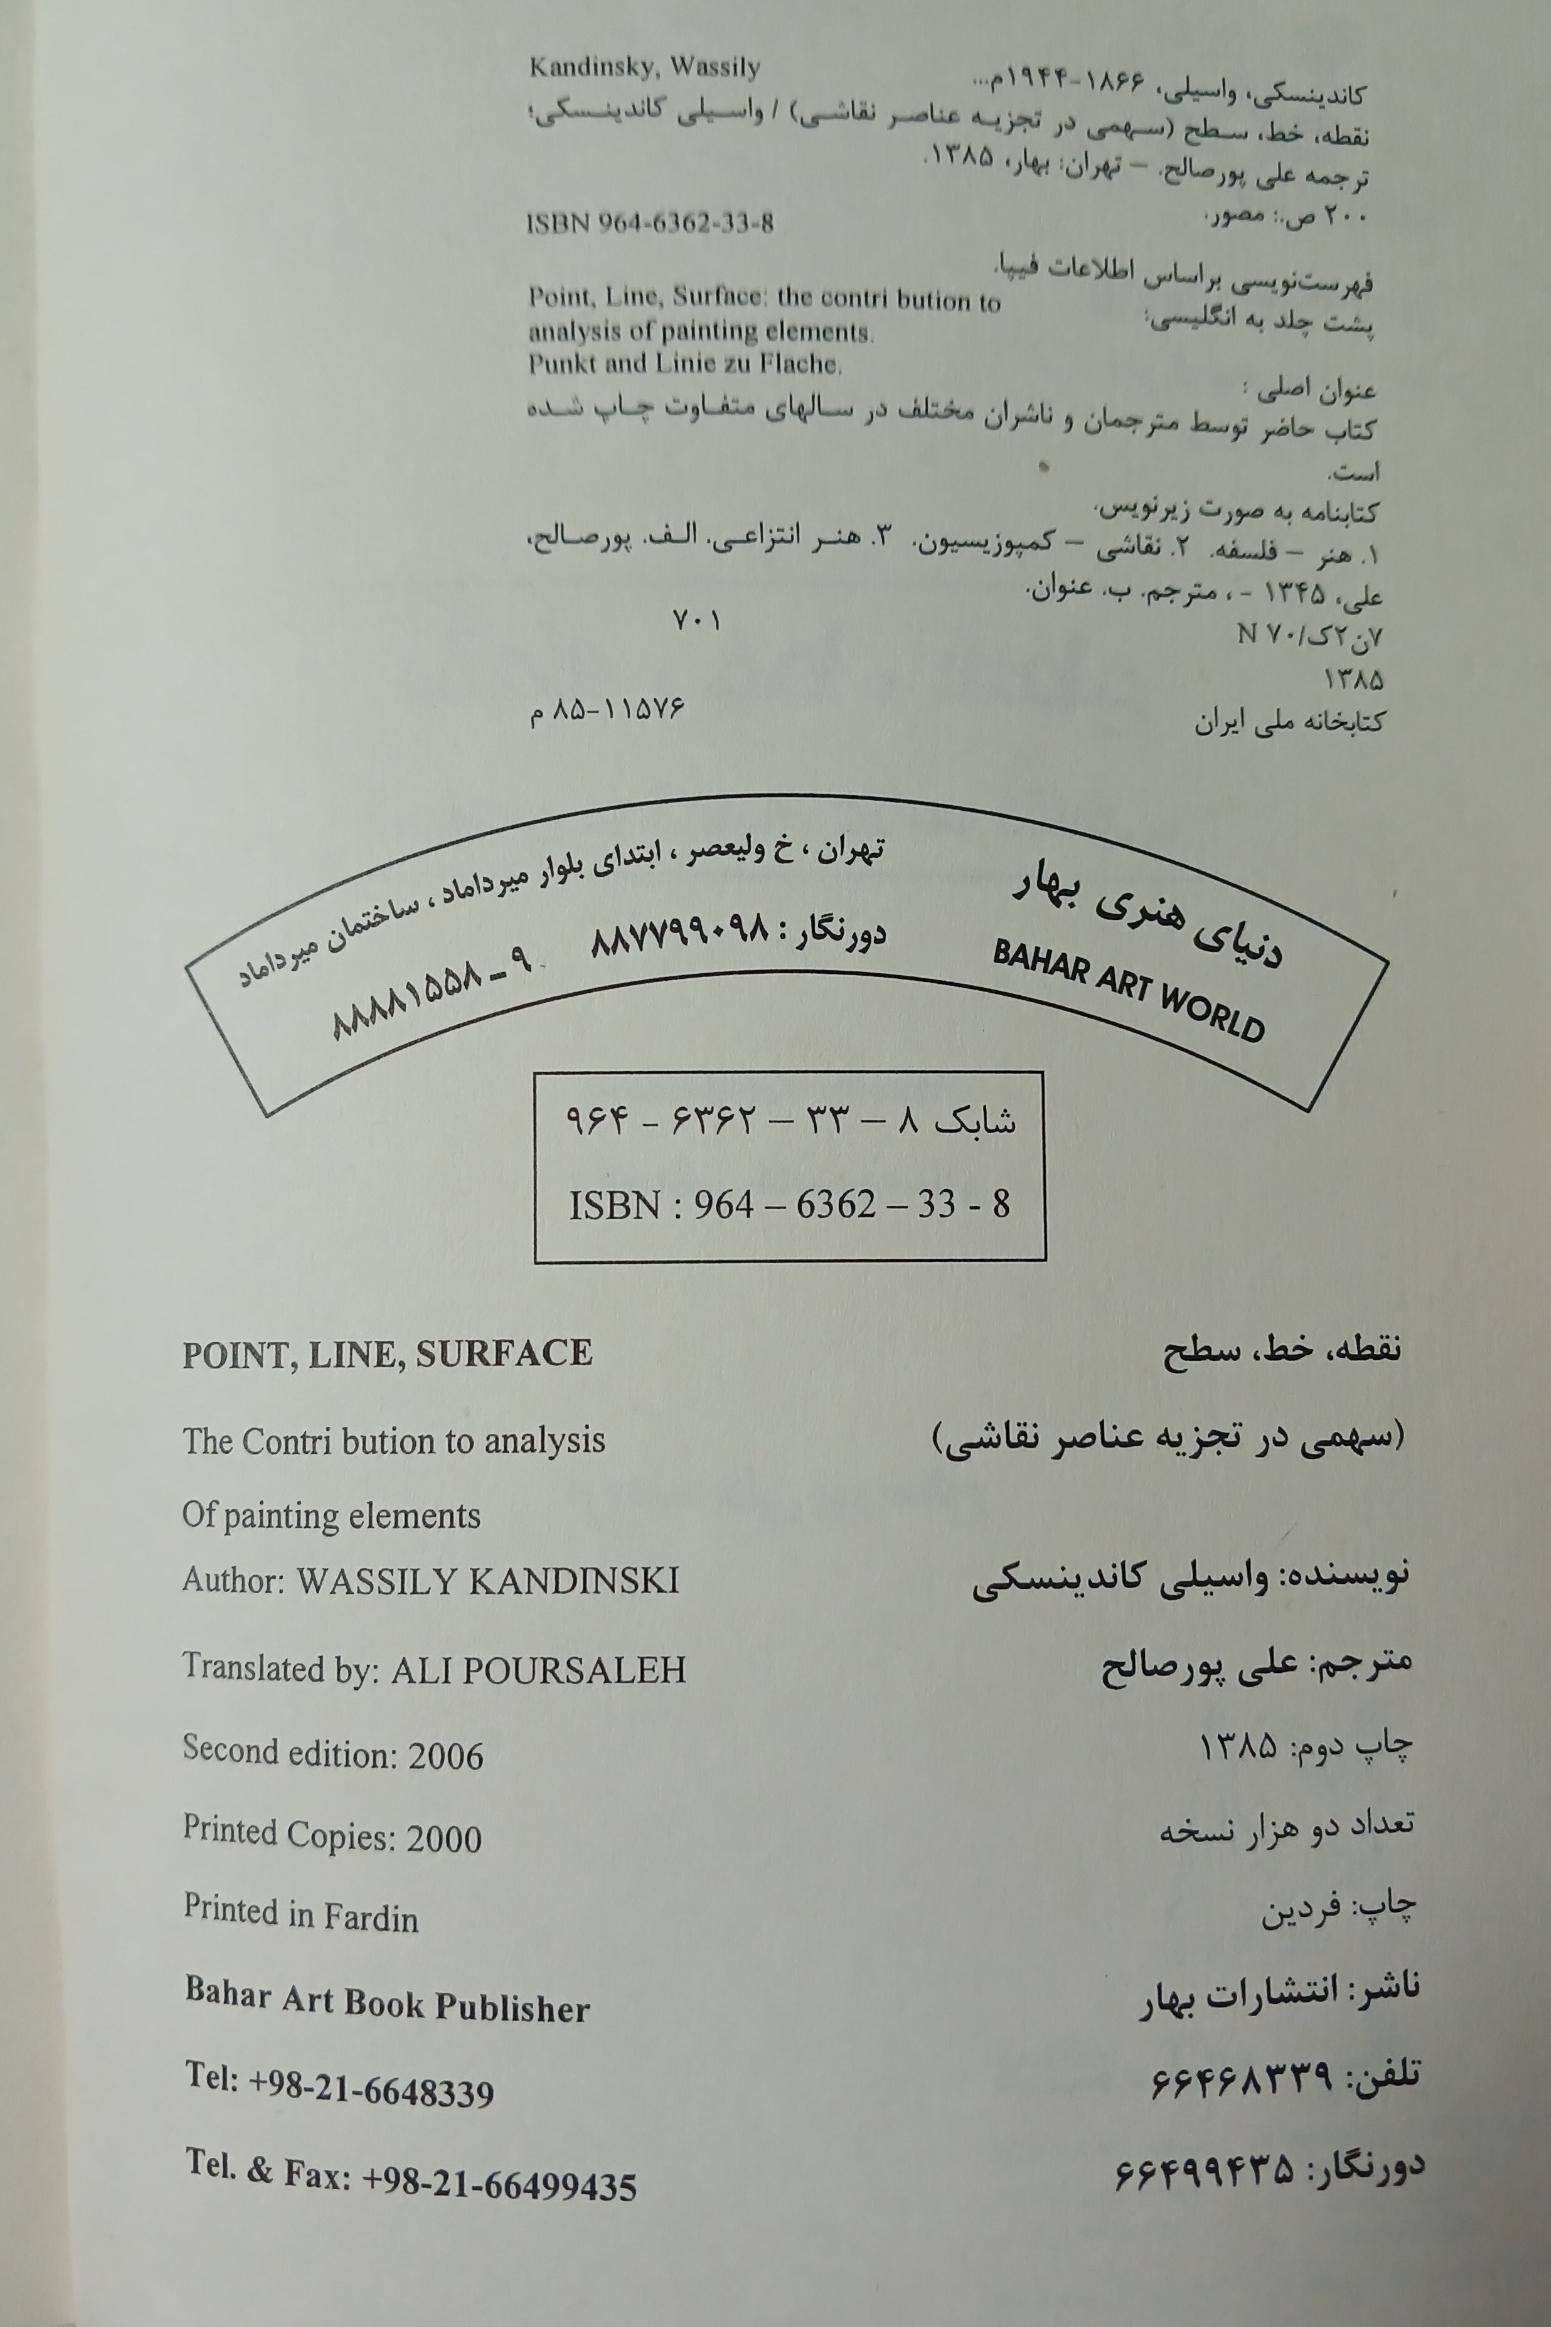 کاندینسکی، واسیلی، ۱۸۶۶-۱۹۴۴م... Kandinsky, Wassily
نقطه، خط، سطح (سهمی در تجزیه عناصر نقاشی) / واسیلی کاندینسکی؛
ترجمه علی پورصالح. – تهران: بهار، ۱۳۸۵.
۲۰۰ ص.: مصور. ISBN 964-6362-33-8
فهرست‌نویسی براساس اطلاعات فیپا.
پشت جلد به انگلیسی: Point, Line, Surface: the contri bution to
analysis of painting elements.
عنوان اصلی : Punkt and Linie zu Flache.
کتاب حاضر توسط مترجمان و ناشران مختلف در سالهای متفاوت چاپ شده
است.
کتابنامه به صورت زیرنویس.
۱. هنر – فلسفه. ۲. نقاشی – کمپوزیسیون. ۳. هنر انتزاعی. الف. پورصالح،
علی، ۱۳۴۵ - ، مترجم. ب. عنوان.
۷ن۲ک/۷۰ N ۷۰۱
۱۳۸۵
کتابخانه ملی ایران ۱۱۵۷۶-۸۵ م
دنیای هنری بهار
BAHAR ART WORLD
تهران ، خ ولیعصر ، ابتدای بلوار میرداماد ، ساختمان میرداماد
دورنگار : ۸۸۷۷۹۹۰۹۸ ۸۸۸۸۱۵۵۸ ـ ۹
شابک ۸ – ۳۳ – ۶۳۶۲ - ۹۶۴
ISBN : 964 – 6362 – 33 - 8
نقطه، خط، سطح
(سهمی در تجزیه عناصر نقاشی)
نویسنده: واسیلی کاندینسکی
مترجم: علی پورصالح
چاپ دوم: ۱۳۸۵
تعداد دو هزار نسخه
چاپ: فردین
ناشر: انتشارات بهار
تلفن: ۶۶۴۶۸۳۳۹
دورنگار: ۶۶۴۹۹۴۳۵
POINT, LINE, SURFACE
The Contri bution to analysis
Of painting elements
Author: WASSILY KANDINSKI
Translated by: ALI POURSALEH
Second edition: 2006
Printed Copies: 2000
Printed in Fardin
Bahar Art Book Publisher
Tel: +98-21-6648339
Tel. & Fax: +98-21-66499435